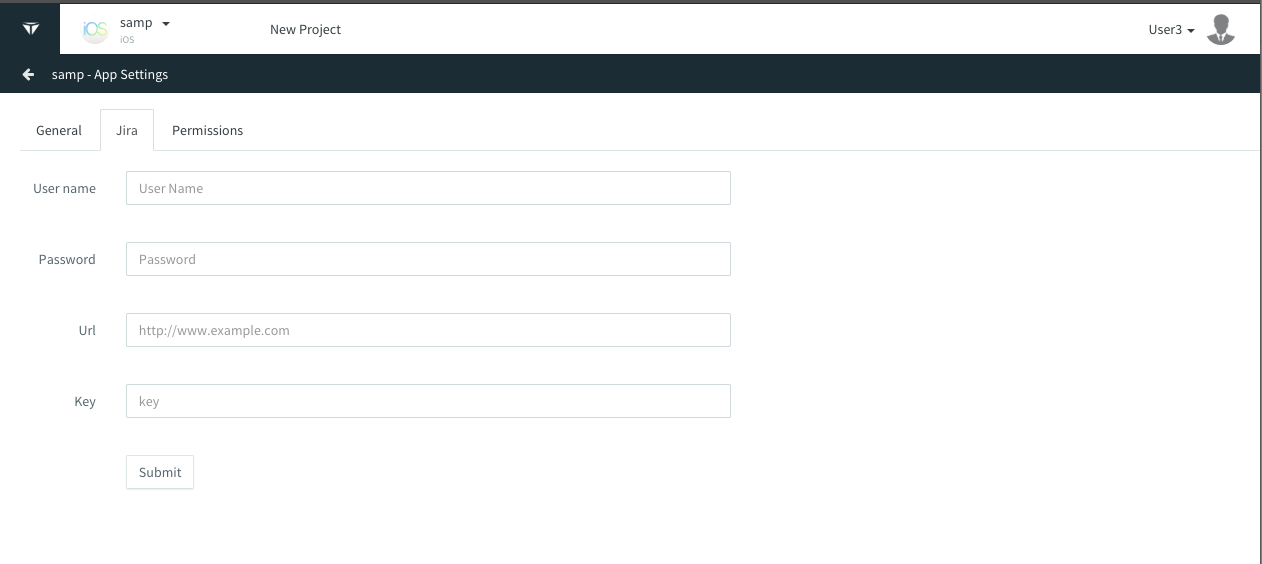 samp
iOS
iOS
New Project
User3
samp - App Settings
General
Jira
Permissions
User name
User Name
Password
Password
Url
http://www.example.com
Key
key
Submit